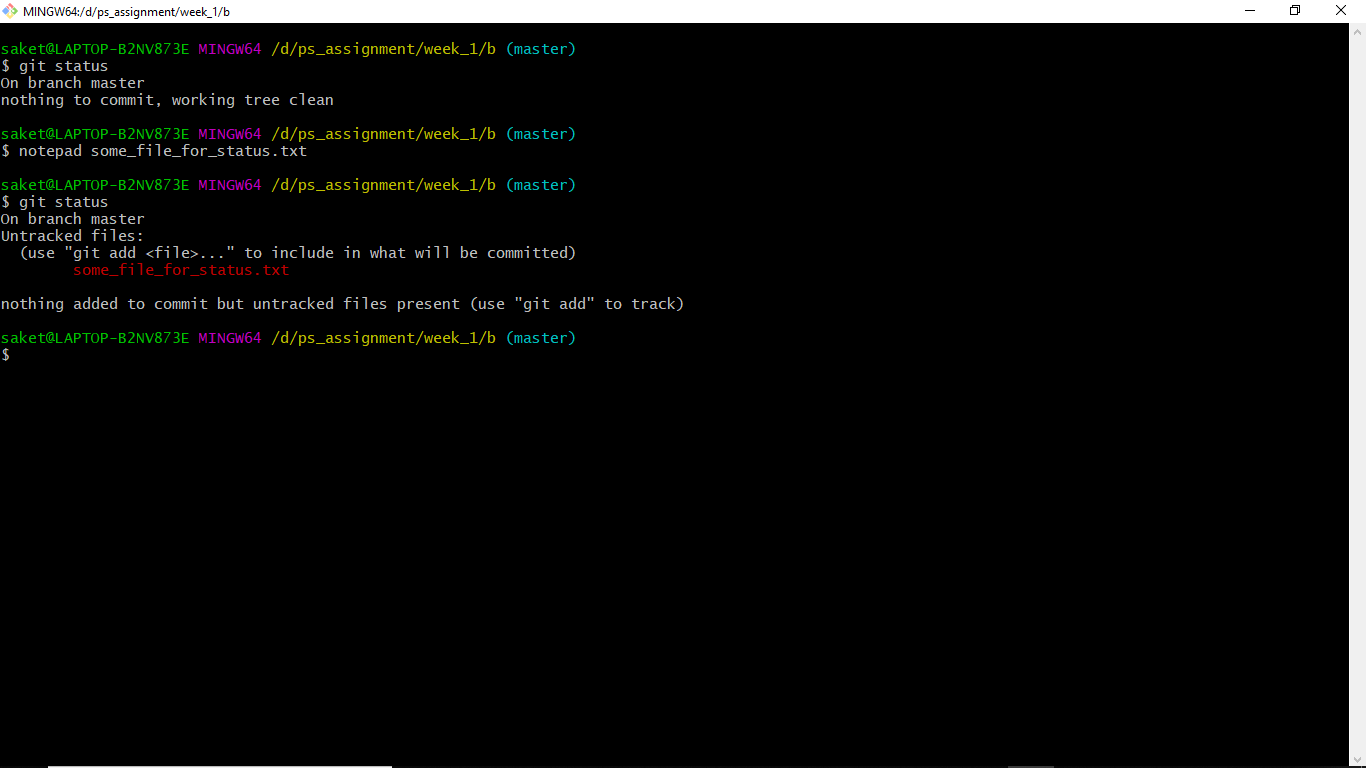 MINGW64:/d/ps_assignment/week_1/b
saket@LAPTOP-B2NV873E MINGW64 /d/ps_assignment/week_1/b (master)
$ git status
On branch master
nothing to commit, working tree clean
saket@LAPTOP-B2NV873E MINGW64 /d/ps_assignment/week_1/b (master)
$ notepad some_file_for_status.txt
saket@LAPTOP-B2NV873E MINGW64 /d/ps_assignment/week_1/b (master)
$ git status
On branch master
Untracked files:
  (use "git add <file>..." to include in what will be committed)
        some_file_for_status.txt
nothing added to commit but untracked files present (use "git add" to track)
saket@LAPTOP-B2NV873E MINGW64 /d/ps_assignment/week_1/b (master)
$